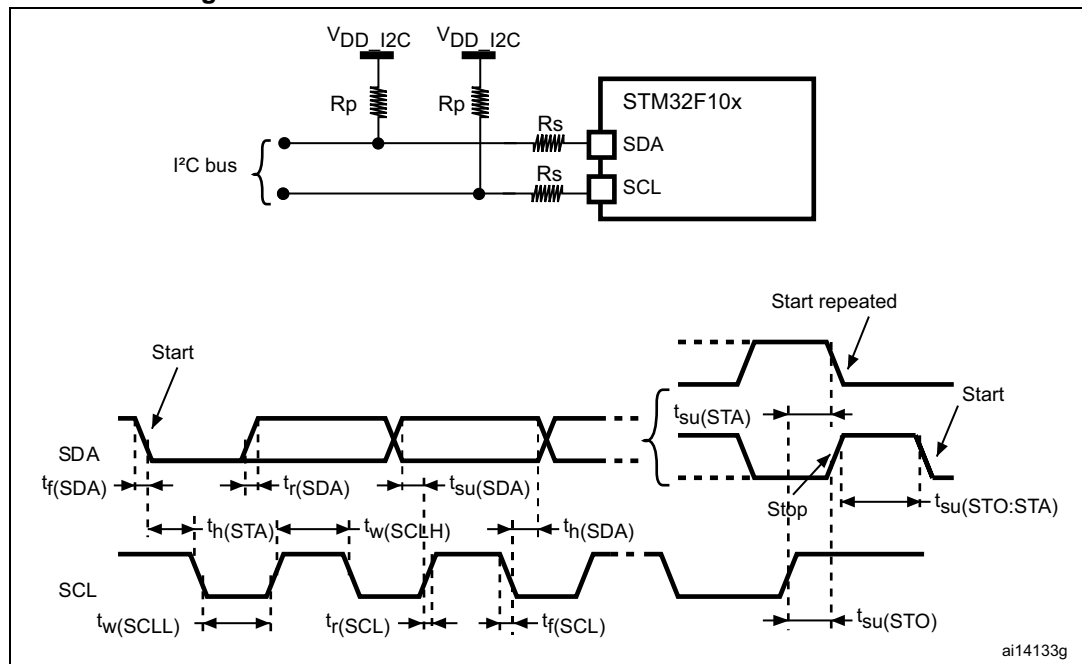 VDD_I2C VDD_I2C
Rp Rp
STM32F10x
Rs
SDA
I²C bus
Rs
SCL
Start repeated
Start
Start
tsu(STA)
SDA
tf(SDA) tr(SDA) tsu(SDA)
Stop
tsu(STO:STA)
th(STA) tw(SCLH) th(SDA)
SCL
tw(SCLL) tr(SCL) tf(SCL) tsu(STO)
ai14133g